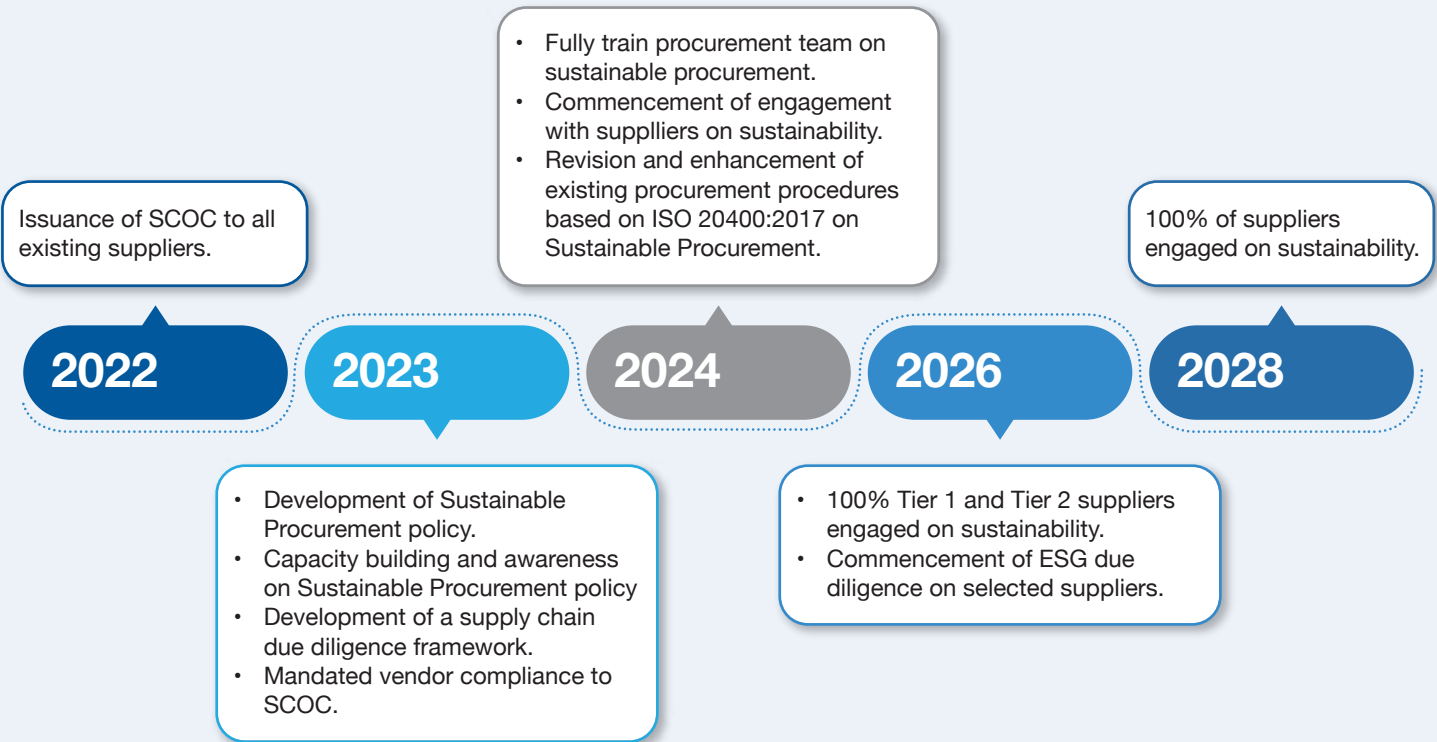 Issuance of SCOC to all
existing suppliers.
2022
2023
• Development of Sustainable
Procurement policy.
• Capacity building and awareness
on Sustainable Procurement policy
• Development of a supply chain
due diligence framework.
• Mandated vendor compliance to
SCOC.
• Fully train procurement team on
sustainable procurement.
• Commencement of engagement
with supplliers on sustainability.
• Revision and enhancement of
existing procurement procedures
based on ISO 20400:2017 on
Sustainable Procurement.
2024
2026
• 100% Tier 1 and Tier 2 suppliers
engaged on sustainability.
• Commencement of ESG due
diligence on selected suppliers.
100% of suppliers
engaged on sustainability.
2028